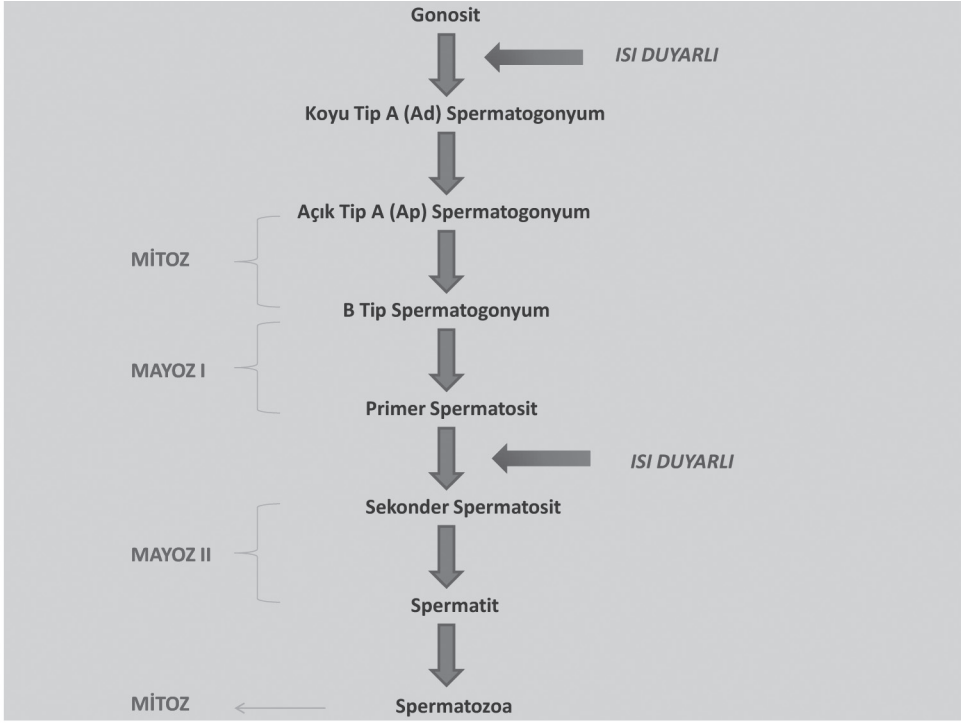 Gonosit
ISI DUYARLI
Koyu Tip A (Ad) Spermatogonyum
Açık Tip A (Ap) Spermatogonyum
MİTOZ
B Tip Spermatogonyum
MAYOZ I
Primer Spermatosit
ISI DUYARLI
Sekonder Spermatosit
MAYOZ II
Spermatit
MİTOZ
Spermatozoa